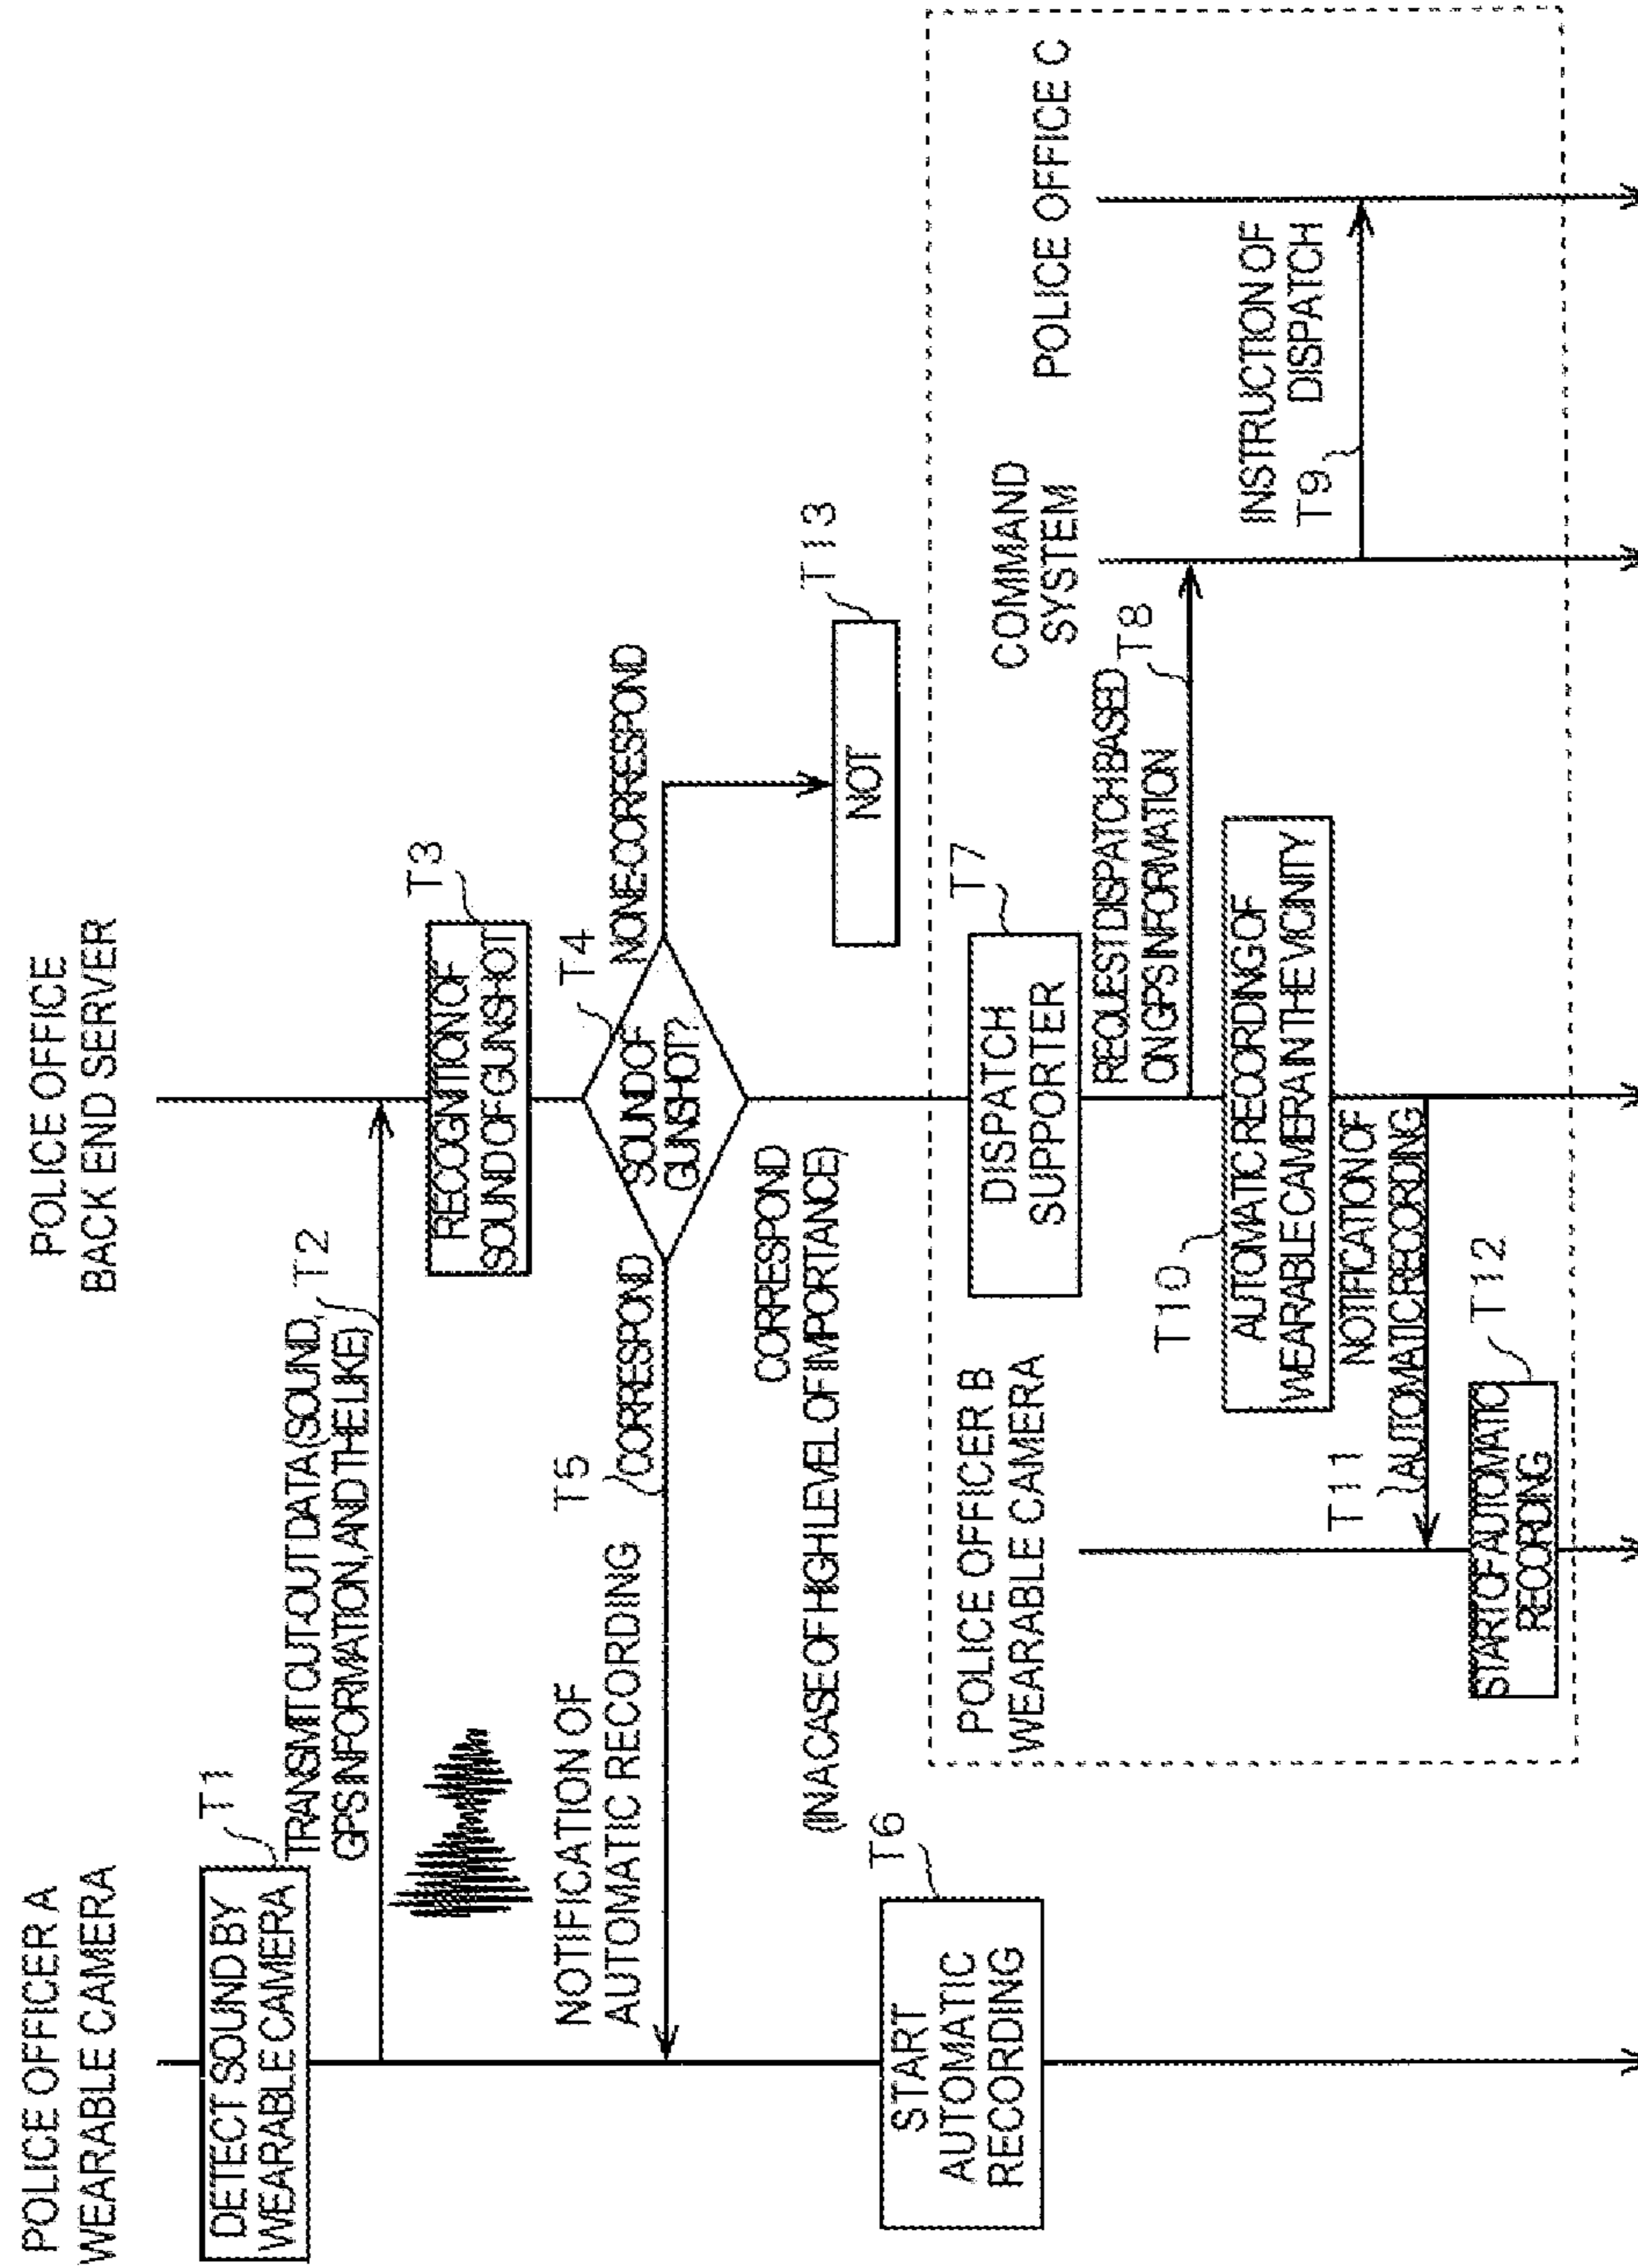 POLICE OFFICER A
WEARABLE CAMERA
POLICE OFFICE
BACK END SERVER
DETECT SOUND BY
WEARABLE CAMERA
T1
TRANSMIT CUT-OUT DATA (SOUND,
GPS INFORMATION, AND THE LIKE)
T2
RECOGNITION OF
SOUND OF GUNSHOT
T3
SOUND OF
GUNSHOT?
T4
NONE-CORRESPOND
NOT
T13
NOTIFICATION OF
AUTOMATIC RECORDING
T5
CORRESPOND
CORRESPOND
(IN A CASE OF HIGH LEVEL OF IMPORTANCE)
START
AUTOMATIC
RECORDING
T6
POLICE OFFICER B
WEARABLE CAMERA
DISPATCH
SUPPORTER
T7
COMMAND
SYSTEM
POLICE OFFICE C
REQUEST DISPATCH BASED
ON GPS INFORMATION
T8
INSTRUCTION OF
DISPATCH
T9
T10
AUTOMATIC RECORDING OF
WEARABLE CAMERA IN THE VICINITY
NOTIFICATION OF
AUTOMATIC RECORDING
T11
START OF AUTOMATIC
RECORDING
T12